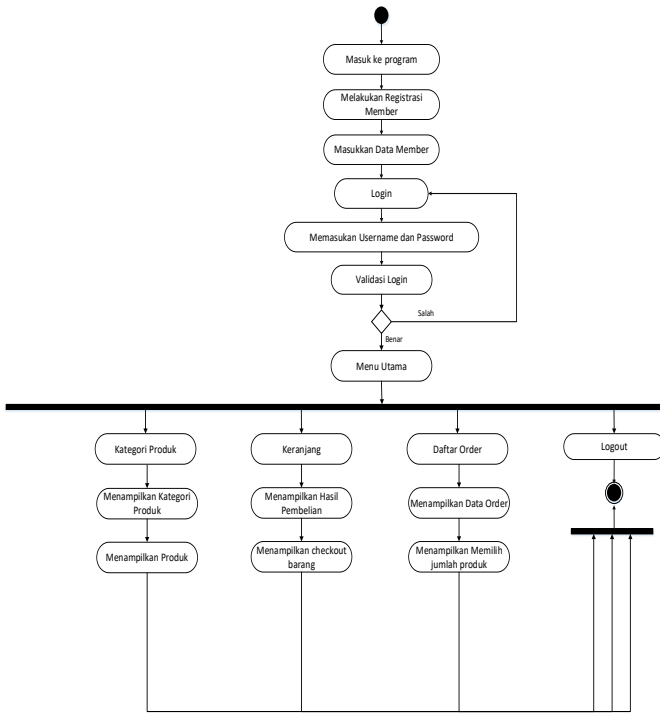 Masuk ke program
Melakukan Registrasi
Member
Masukkan Data Member
Login
Memasukan Username dan Password
Validasi Login
Salah
Benar
Menu Utama
Kategori Produk
Keranjang
Daftar Order
Logout
Menampilkan Kategori
Produk
Menampilkan Hasil
Pembelian
Menampilkan Data Order
Menampilkan Produk
Menampilkan checkout
barang
Menampilkan Memilih
jumlah produk